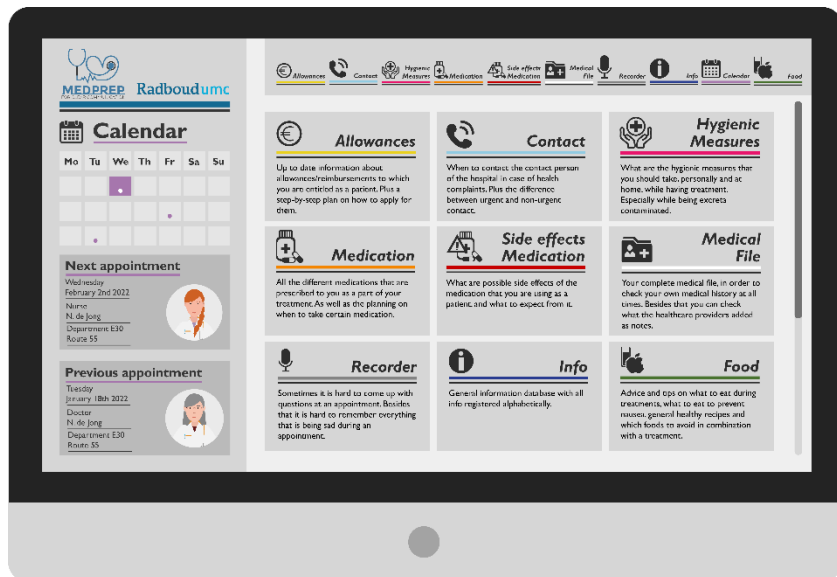 MEDPREP
Radboudumc
Calendar
Mo Tu We Th Fr Sa Su
Next appointment
Wednesday
February 2nd 2022
Nurse
N. de Jong
Department E30
Route 55
Previous appointment
Tuesday
January 18th 2022
Doctor
N. de Jong
Department E30
Route 55
Allowances
Contact
Hygienic
Measures
Medication
Side effects
Medication
Medical
File
Recorder
Info
Calendar
Food
Allowances
Up to date information about
allowances/reimbursements to which
you are entitled as a patient. Plus a
step-by-step plan on how to apply for
them.
Contact
When to contact the contact person
of the hospital in case of health
complaints. Plus the difference
between urgent and non-urgent
contact.
Hygienic
Measures
What are the hygienic measures that
you should take, personally and at
home, while having treatment.
Especially while being excreta
contaminated.
Medication
All the different medications that are
prescribed to you as a part of your
treatment. As well as the planning on
when to take certain medication.
Side effects
Medication
What are possible side effects of the
medication that you are using as a
patient and what to expect from it.
Medical
File
Your complete medical file, in order to
check your own medical history at all
times. Besides that you can check
what the healthcare providers added
as notes.
Recorder
Sometimes it is hard to come up with
questions at an appointment. Besides
that it is hard to remember everything
that is being said during an
appointment.
Info
General information database with all
info registered alphabetically.
Food
Advice and tips on what to eat during
treatments, what to eat to prevent
nausea, general healthy recipes and
which foods to avoid in combination
with a treatment.